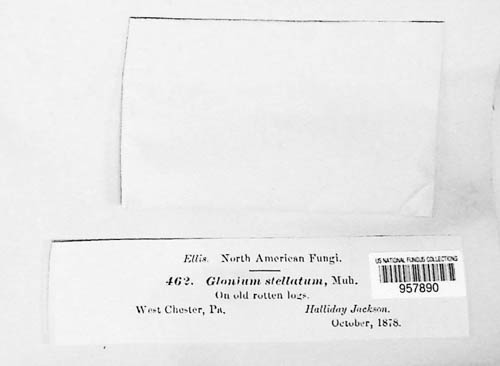 Ellis. North American Fungi.
462. Glonium stellatum, Muh.
On old rotten logs.
West Chester, Pa. Halliday Jackson.
October, 1878.
US NATIONAL FUNGUS COLLECTIONS
957890